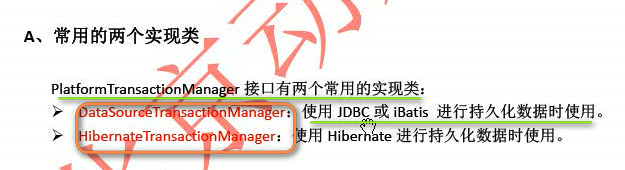 A、常用的两个实现类
PlatformTransactionManager 接口有两个常用的实现类：
➢ DataSourceTransactionManager：使用 JDBC 或 iBatis 进行持久化数据时使用。
➢ HibernateTransactionManager：使用 Hibernate 进行持久化数据时使用。